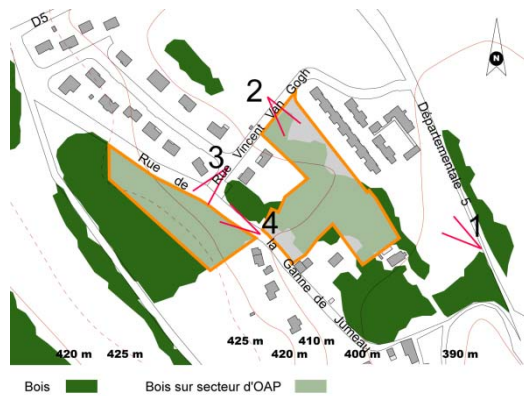 D5
N
2
Rue Vincent Van Gogh
Départementale 5
3
Rue de la Ganne de Jumeau
4
1
420 m 425 m 425 m 420 m 410 m 400 m 390 m
Bois
Bois sur secteur d'OAP